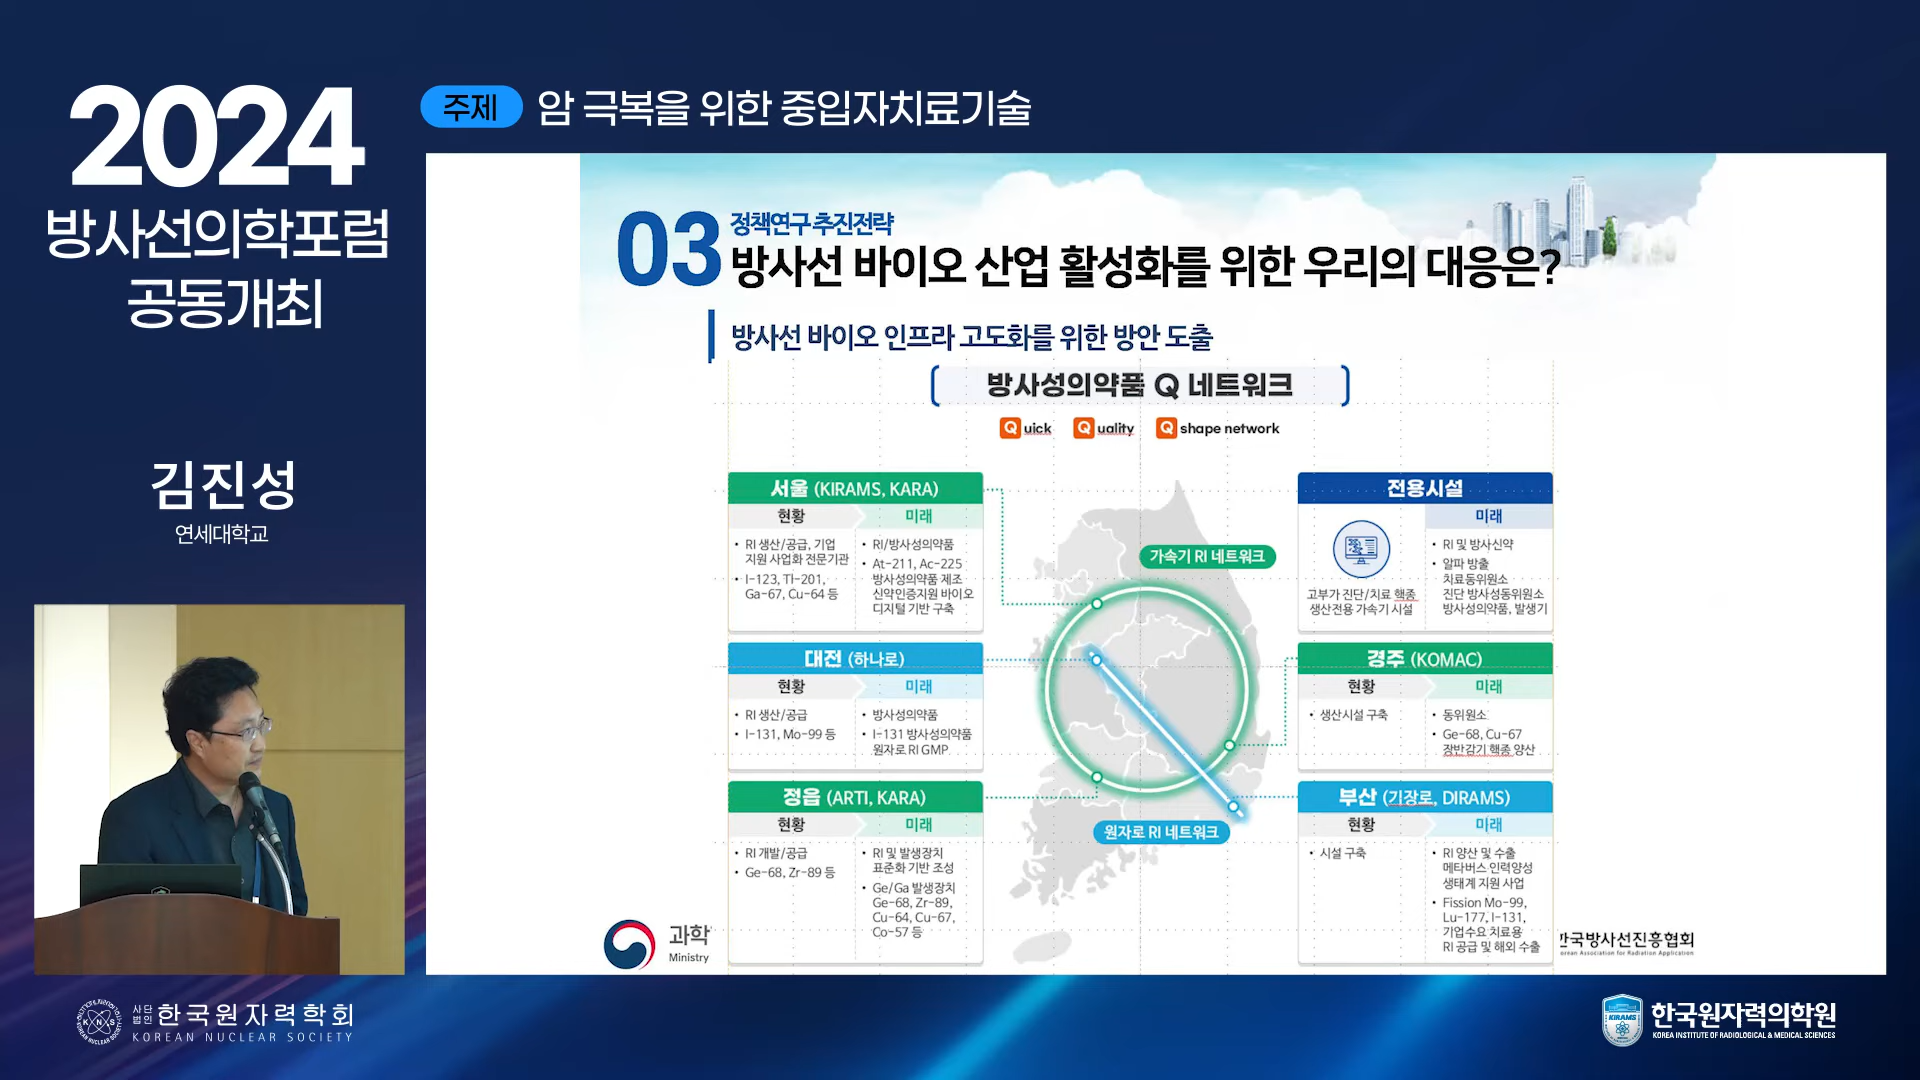 2024
방사선의학포럼
공동개최
주제 암 극복을 위한 중입자치료기술
김진성
연세대학교
03 정책연구 추진전략
방사선 바이오 산업 활성화를 위한 우리의 대응은?
방사선 바이오 인프라 고도화를 위한 방안 도출
방사성의약품 Q 네트워크
Quick Quality Q shape network
서울 (KIRAMS, KARA)
현황 미래
• RI 생산/공급, 기업
지원 사업화 전문기관
• I-123, Tl-201,
Ga-67, Cu-64 등
• RI/방사성의약품
• At-211, Ac-225
방사성의약품 제조
신약인증지원 바이오
디지털 기반 구축
대전 (하나로)
현황 미래
• RI 생산/공급
• I-131, Mo-99 등
• 방사성의약품
• I-131 방사성의약품
원자로 RI GMP
정읍 (ARTI, KARA)
현황 미래
• RI 개발/공급
• Ge-68, Zr-89 등
• RI 및 발생장치
표준화 기반 조성
• Ge/Ga 발생장치
Ge-68, Zr-89,
Cu-64, Cu-67,
Co-57 등
가속기 RI 네트워크
원자로 RI 네트워크
전용시설
미래
고부가 진단/치료 핵종
생산전용 가속기 시설
• RI 및 방사신약
• 알파 방출
치료동위원소
진단 방사성동위원소
방사성의약품, 발생기
경주 (KOMAC)
현황 미래
• 생산시설 구축
• 동위원소
• Ge-68, Cu-67
장반감기 핵종 양산
부산 (기장로, DIRAMS)
현황 미래
• 시설 구축
• RI 양산 및 수출
메타버스 인력양성
생태계 지원 사업
• Fission Mo-99,
Lu-177, I-131,
기업수요 치료용
RI 공급 및 해외 수출
과학
Ministry
한국방사선진흥협회
orean Association for Radiation Application
사단법인 한국원자력학회
KOREAN NUCLEAR SOCIETY
KIRAMS
한국원자력의학원
KOREA INSTITUTE OF RADIOLOGICAL & MEDICAL SCIENCES